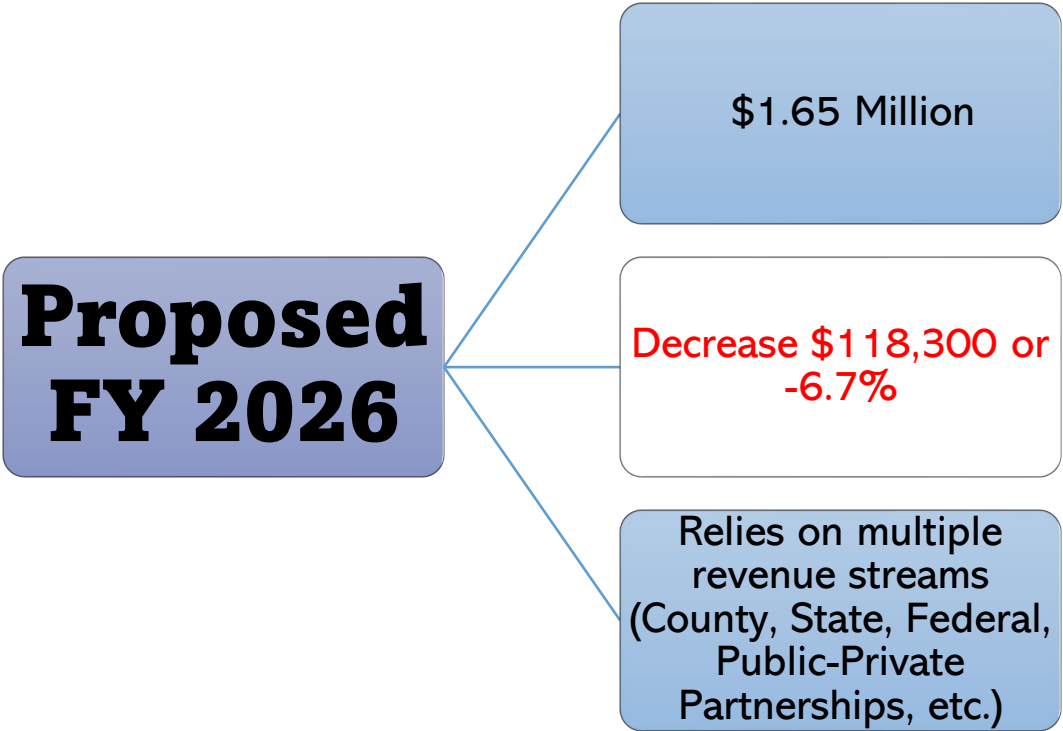 Proposed
FY 2026
$1.65 Million
Decrease $118,300 or
-6.7%
Relies on multiple
revenue streams
(County, State, Federal,
Public-Private
Partnerships, etc.)